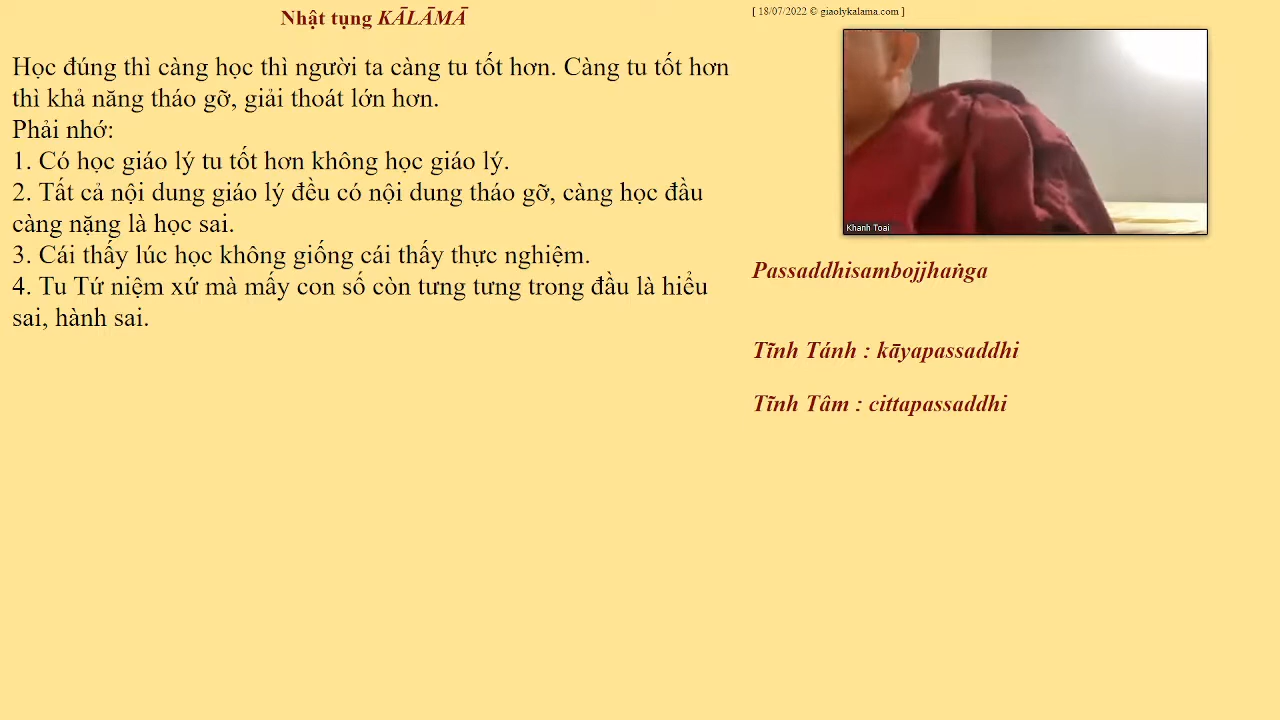 Nhật tụng KĀLĀMĀ
Học đúng thì càng học thì người ta càng tu tốt hơn. Càng tu tốt hơn
thì khả năng tháo gỡ, giải thoát lớn hơn.
Phải nhớ:
1. Có học giáo lý tu tốt hơn không học giáo lý.
2. Tất cả nội dung giáo lý đều có nội dung tháo gỡ, càng học đầu
càng nặng là học sai.
3. Cái thấy lúc học không giống cái thấy thực nghiệm.
4. Tu Tứ niệm xứ mà mấy con số còn tưng tưng trong đầu là hiểu
sai, hành sai.
[ 18/07/2022 © giaolykalama.com ]
Khanh Toai
Passaddhisambojjhaṅga
Tĩnh Tánh : kāyapassaddhi
Tĩnh Tâm : cittapassaddhi